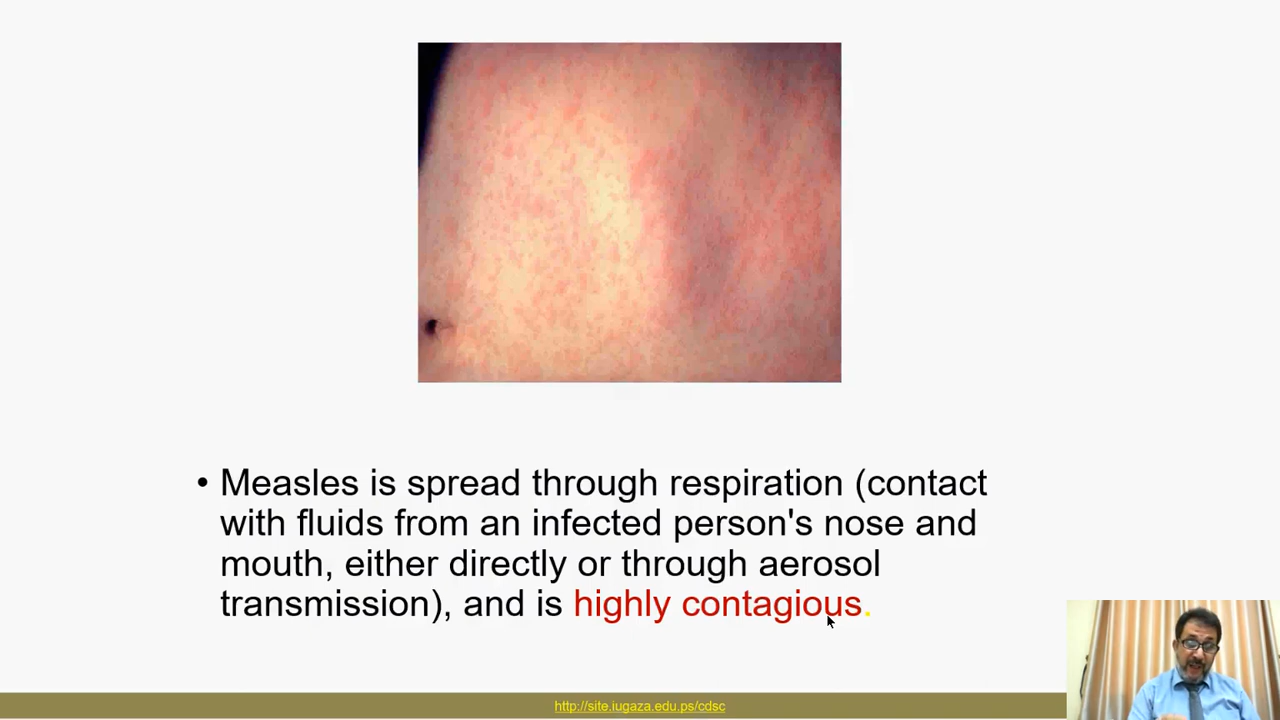 • Measles is spread through respiration (contact
with fluids from an infected person's nose and
mouth, either directly or through aerosol
transmission), and is highly contagious.
http://site.iugaza.edu.ps/cdsc